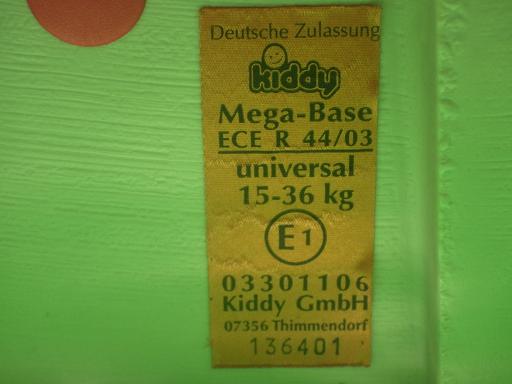 Deutsche Zulassung
kiddy
Mega-Base
ECE R 44/03
universal
15-36 kg
E1
03301106
Kiddy GmbH
07356 Thimmendorf
136401